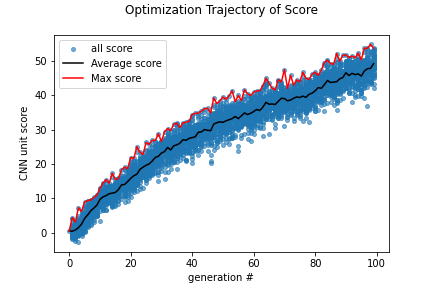 Optimization Trajectory of Score
all score
Average score
Max score
CNN unit score
50
40
30
20
10
0
0 20 40 60 80 100
generation #